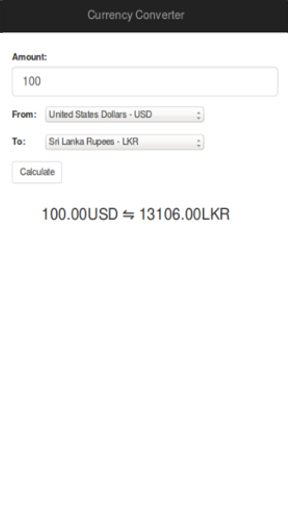 Currency Converter
Amount:
100
From: United States Dollars - USD
To: Sri Lanka Rupees - LKR
Calculate
100.00USD ⇋ 13106.00LKR